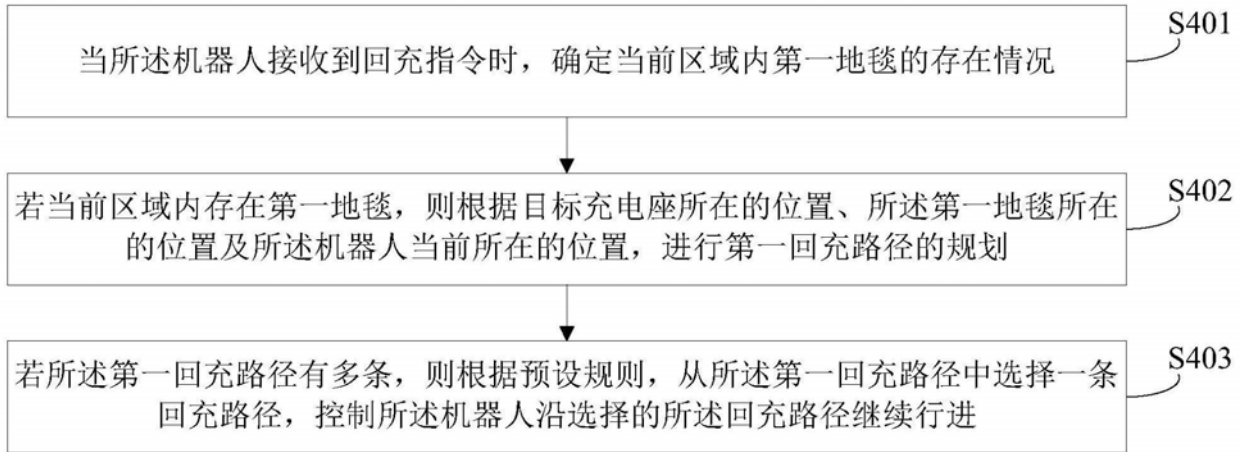 S401
当所述机器人接收到回充指令时，确定当前区域内第一地毯的存在情况
S402
若当前区域内存在第一地毯，则根据目标充电座所在的位置、所述第一地毯所在
的位置及所述机器人当前所在的位置，进行第一回充路径的规划
S403
若所述第一回充路径有多条，则根据预设规则，从所述第一回充路径中选择一条
回充路径，控制所述机器人沿选择的所述回充路径继续行进